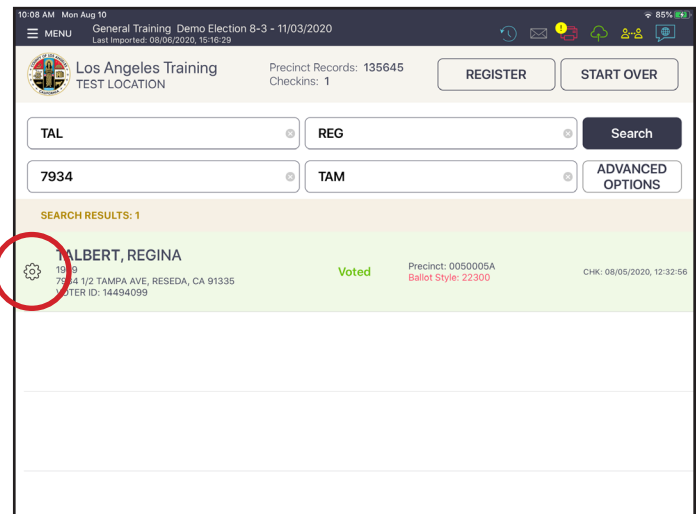 10:08 AM Mon Aug 10
85%
MENU
General Training Demo Election 8-3 - 11/03/2020
Last Imported: 08/06/2020, 15:16:29
Los Angeles Training
TEST LOCATION
Precinct Records: 135645
Checkins: 1
REGISTER
START OVER
TAL
REG
Search
7934
TAM
ADVANCED
OPTIONS
SEARCH RESULTS: 1
TALBERT, REGINA
Voted
Precinct: 0050005A
Ballot Style: 22300
CHK: 08/05/2020, 12:32:56
7934 1/2 TAMPA AVE, RESEDA, CA 91335
VOTER ID: 14494099